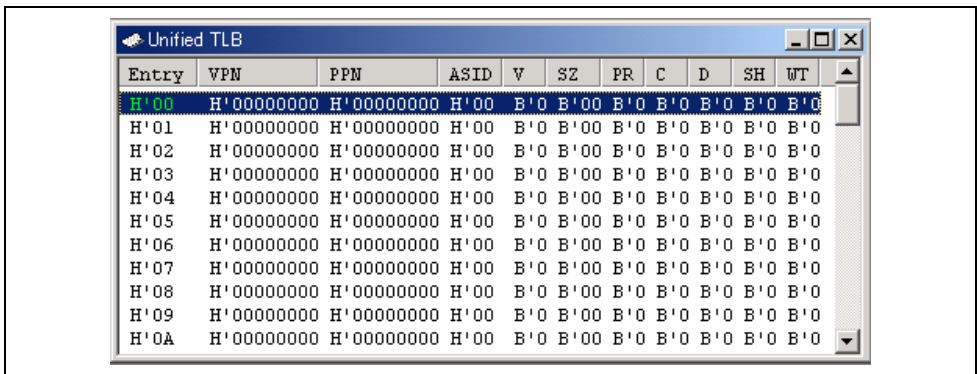 Unified TLB
Entry VPN PPN ASID V SZ PR C D SH WT
H'00 H'00000000 H'00000000 H'00 B'0 B'00 B'0 B'0 B'0 B'0 B'0
H'01 H'00000000 H'00000000 H'00 B'0 B'00 B'0 B'0 B'0 B'0 B'0
H'02 H'00000000 H'00000000 H'00 B'0 B'00 B'0 B'0 B'0 B'0 B'0
H'03 H'00000000 H'00000000 H'00 B'0 B'00 B'0 B'0 B'0 B'0 B'0
H'04 H'00000000 H'00000000 H'00 B'0 B'00 B'0 B'0 B'0 B'0 B'0
H'05 H'00000000 H'00000000 H'00 B'0 B'00 B'0 B'0 B'0 B'0 B'0
H'06 H'00000000 H'00000000 H'00 B'0 B'00 B'0 B'0 B'0 B'0 B'0
H'07 H'00000000 H'00000000 H'00 B'0 B'00 B'0 B'0 B'0 B'0 B'0
H'08 H'00000000 H'00000000 H'00 B'0 B'00 B'0 B'0 B'0 B'0 B'0
H'09 H'00000000 H'00000000 H'00 B'0 B'00 B'0 B'0 B'0 B'0 B'0
H'0A H'00000000 H'00000000 H'00 B'0 B'00 B'0 B'0 B'0 B'0 B'0